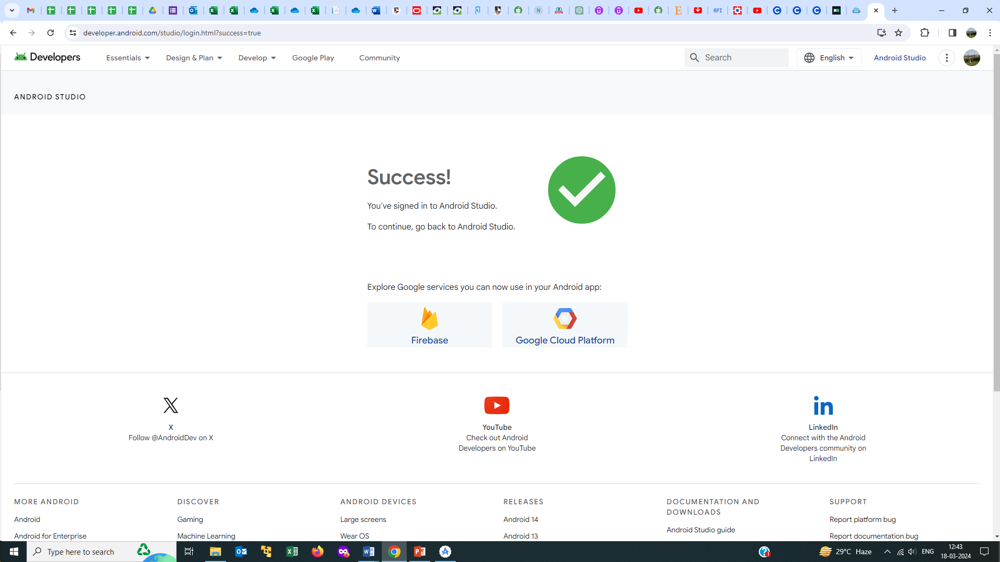 developer.android.com/studio/login.html?success=true
Developers
Essentials
Design & Plan
Develop
Google Play
Community
Search
English
Android Studio
ANDROID STUDIO
Success!
You've signed in to Android Studio.
To continue, go back to Android Studio.
Explore Google services you can now use in your Android app:
Firebase
Google Cloud Platform
X
Follow @AndroidDev on X
YouTube
Check out Android
Developers on YouTube
LinkedIn
Connect with the Android
Developers community on
LinkedIn
MORE ANDROID
Android
Android for Enterprise
DISCOVER
Gaming
Machine Learning
ANDROID DEVICES
Large screens
Wear OS
RELEASES
Android 14
Android 13
DOCUMENTATION AND
DOWNLOADS
Android Studio guide
SUPPORT
Report platform bug
Report documentation bug
Type here to search
29°C Haze
ENG
12:43
18-03-2024